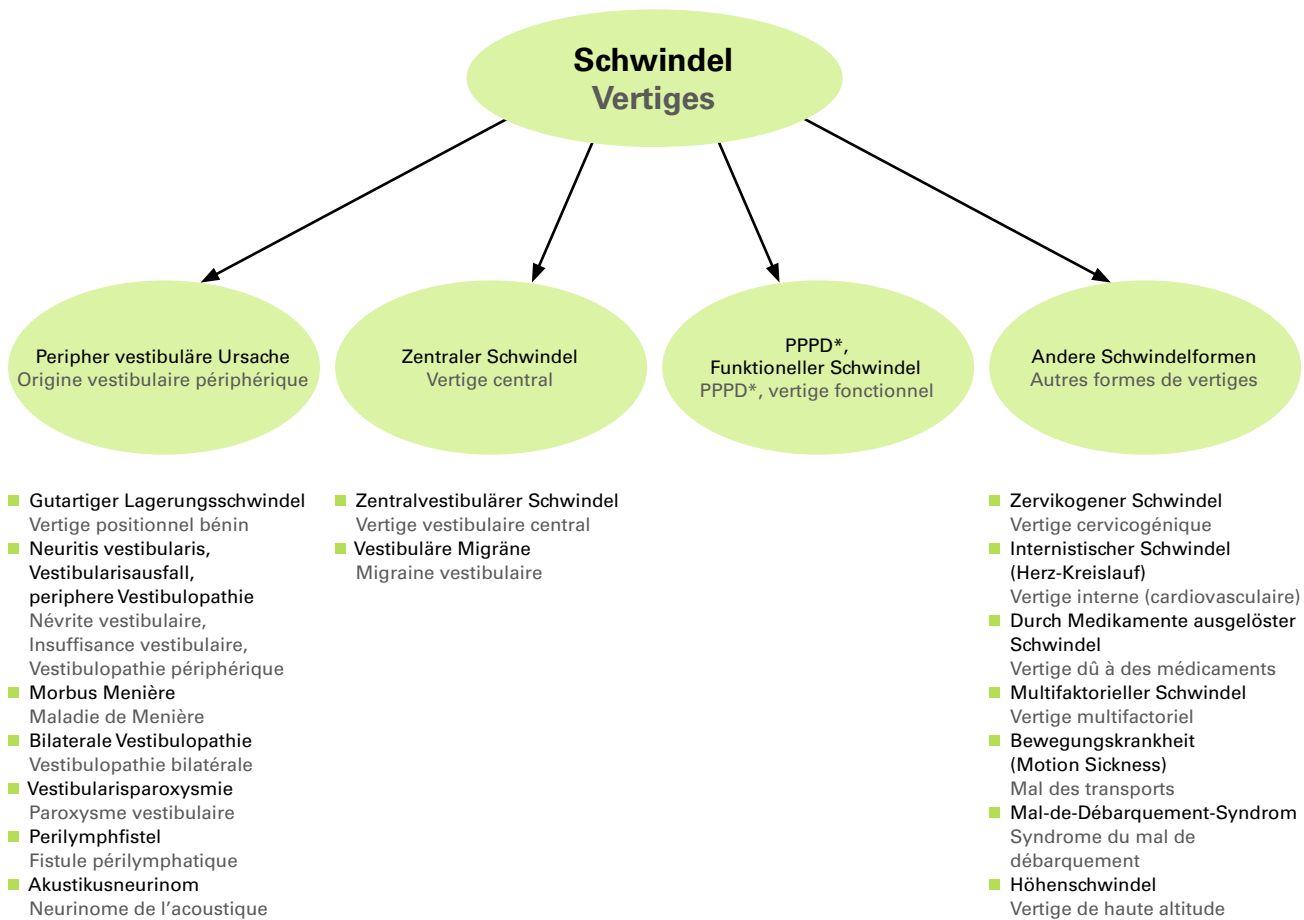 Schwindel
Vertiges
Peripher vestibuläre Ursache
Origine vestibulaire périphérique
Zentraler Schwindel
Vertige central
PPPD*,
Funktioneller Schwindel
PPPD*, vertige fonctionnel
Andere Schwindelformen
Autres formes de vertiges
Gutartiger Lagerungsschwindel
Vertige positionnel bénin
Neuritis vestibularis,
Vestibularisausfall,
periphere Vestibulopathie
Névrite vestibulaire,
Insuffisance vestibulaire,
Vestibulopathie périphérique
Morbus Menière
Maladie de Menière
Bilaterale Vestibulopathie
Vestibulopathie bilatérale
Vestibularisparoxysmie
Paroxysme vestibulaire
Perilymphfistel
Fistule périlymphatique
Akustikusneurinom
Neurinome de l'acoustique
Zentralvestibulärer Schwindel
Vertige vestibulaire central
Vestibuläre Migräne
Migraine vestibulaire
Zervikogener Schwindel
Vertige cervicogénique
Internistischer Schwindel
(Herz-Kreislauf)
Vertige interne (cardiovasculaire)
Durch Medikamente ausgelöster
Schwindel
Vertige dû à des médicaments
Multifaktorieller Schwindel
Vertige multifactoriel
Bewegungskrankheit
(Motion Sickness)
Mal des transports
Mal-de-Débarquement-Syndrom
Syndrome du mal de
débarquement
Höhenschwindel
Vertige de haute altitude